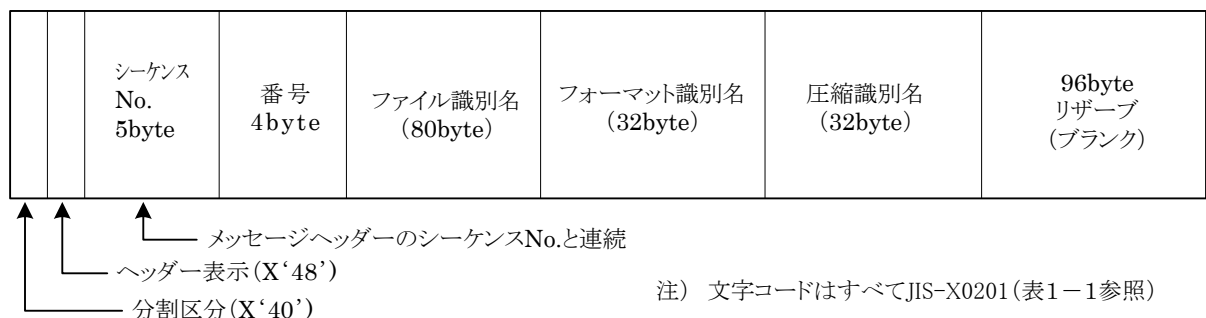 シーケンス
No.
5byte
番号
4byte
ファイル識別名
(80byte)
フォーマット識別名
(32byte)
圧縮識別名
(32byte)
96byte
リザーブ
(ブランク)
メッセージヘッダーのシーケンスNo.と連続
ヘッダー表示(X‘48’)
分割区分(X‘40’)
注) 文字コードはすべてJIS-X0201(表1-1参照)